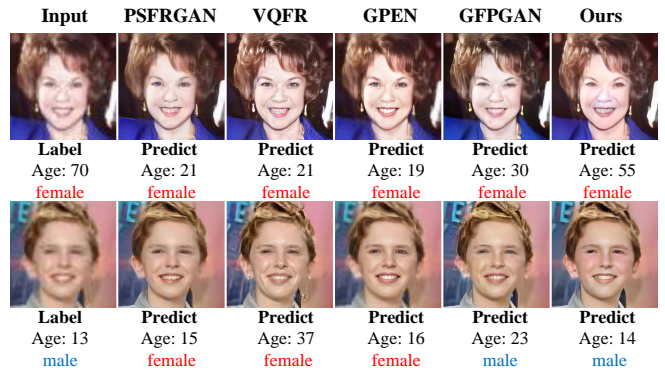 Input PSFRGAN VQFR GPEN GFPGAN Ours
Label Predict Predict Predict Predict Predict
Age: 70 Age: 21 Age: 21 Age: 19 Age: 30 Age: 55
female female female female female female
Label Predict Predict Predict Predict Predict
Age: 13 Age: 15 Age: 37 Age: 16 Age: 23 Age: 14
male female female female male male